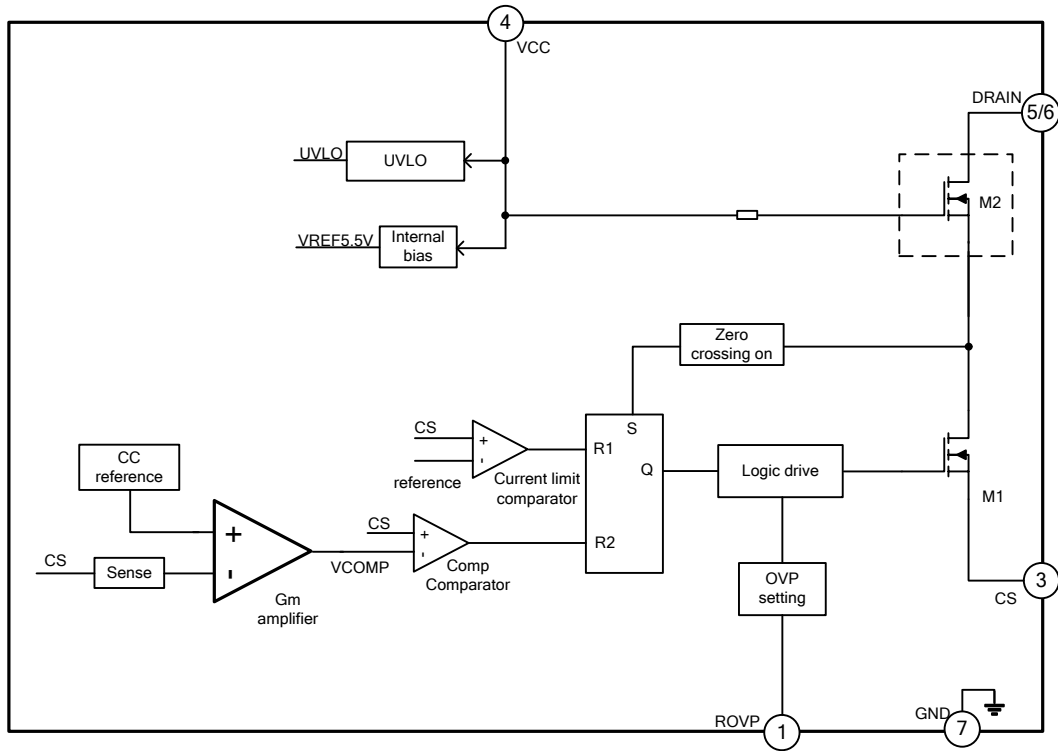 4
VCC
DRAIN
5/6
UVLO
UVLO
M2
VREF5.5V
Internal
bias
Zero
crossing on
CS
S
+
R1
CC
reference
-
Q
Logic drive
reference
Current limit
comparator
M1
CS
+
+
R2
-
CS
Sense
-
VCOMP
Comp
Comparator
OVP
setting
3
CS
Gm
amplifier
ROVP
1
GND
7